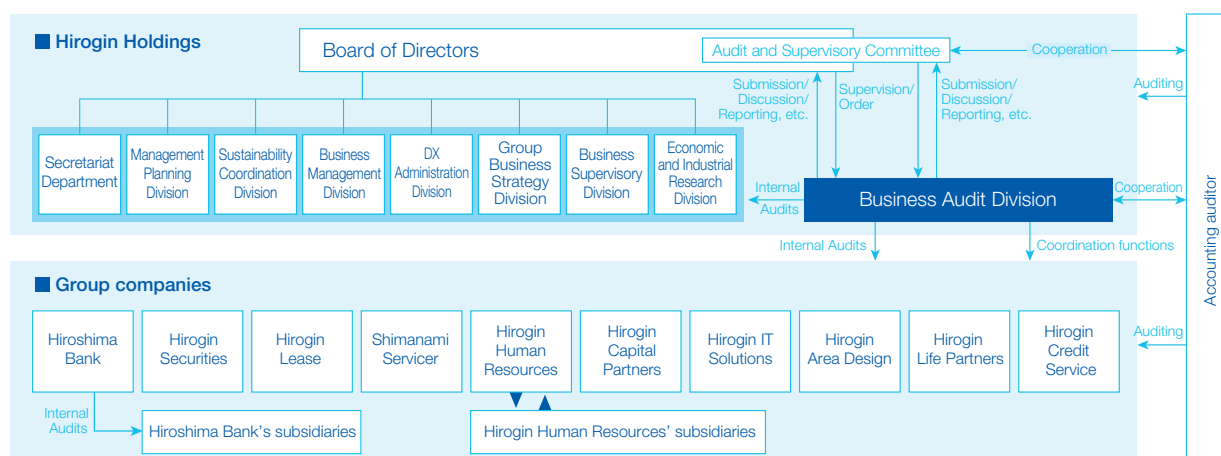 Hirogin Holdings
Board of Directors
Audit and Supervisory Committee
Cooperation
Submission/
Discussion/
Reporting, etc.
Supervision/
Order
Submission/
Discussion/
Reporting, etc.
Auditing
Secretariat
Department
Management
Planning
Division
Sustainability
Coordination
Division
Business
Management
Division
DX
Administration
Division
Group
Business
Strategy
Division
Business
Supervisory
Division
Economic
and Industrial
Research
Division
Internal
Audits
Business Audit Division
Cooperation
Accounting auditor
Internal Audits
Coordination functions
Group companies
Hiroshima
Bank
Hirogin
Securities
Hirogin
Lease
Shimanami
Servicer
Hirogin
Human
Resources
Hirogin
Capital
Partners
Hirogin IT
Solutions
Hirogin
Area Design
Hirogin
Life Partners
Hirogin
Credit
Service
Auditing
Internal
Audits
Hiroshima Bank’s subsidiaries
Hirogin Human Resources’ subsidiaries